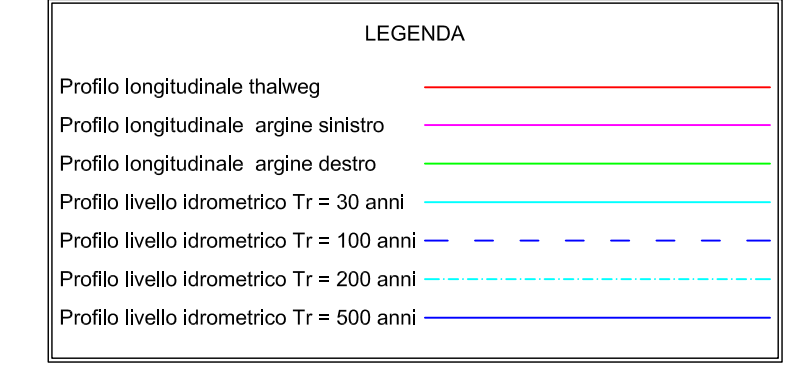 LEGENDA
Profilo longitudinale thalweg
Profilo longitudinale argine sinistro
Profilo longitudinale argine destro
Profilo livello idrometrico Tr = 30 anni
Profilo livello idrometrico Tr = 100 anni
Profilo livello idrometrico Tr = 200 anni
Profilo livello idrometrico Tr = 500 anni